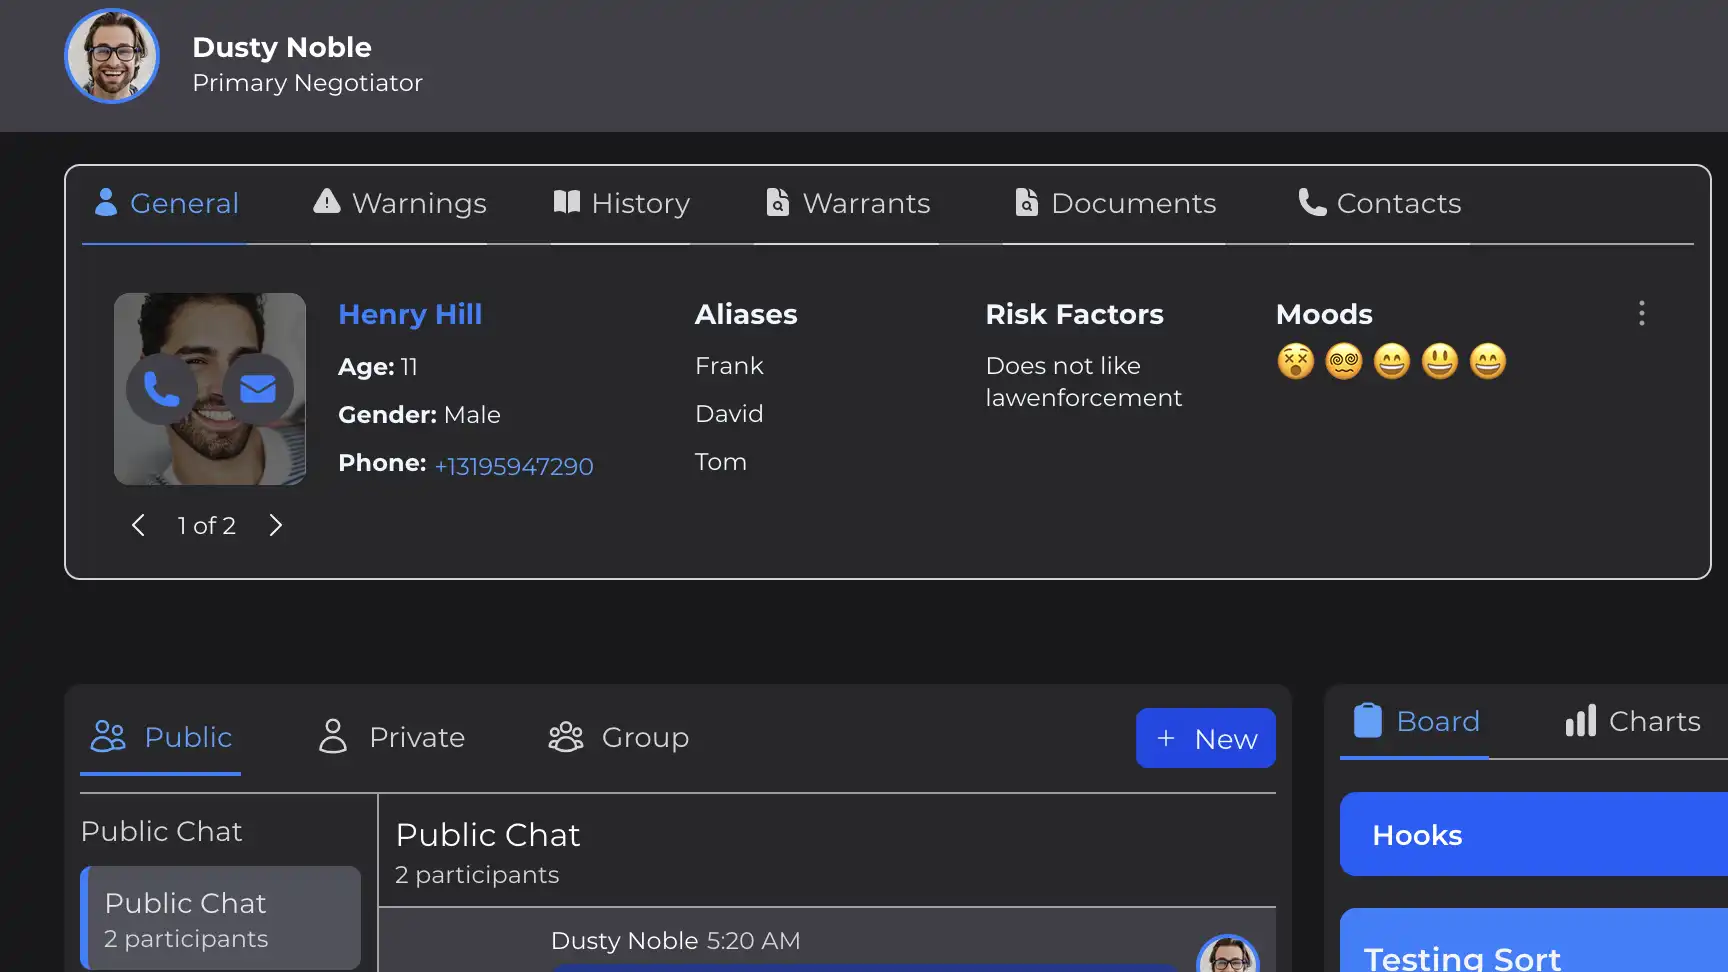 Dusty Noble
Primary Negotiator
General
Warnings
History
Warrants
Documents
Contacts
Henry Hill
Age: 11
Gender: Male
Phone: +13195947290
1 of 2
Aliases
Frank
David
Tom
Risk Factors
Does not like
lawenforcement
Moods
Public
Private
Group
+ New
Public Chat
Public Chat
2 participants
Public Chat
2 participants
Dusty Noble 5:20 AM
Board
Charts
Hooks
Testing Sort